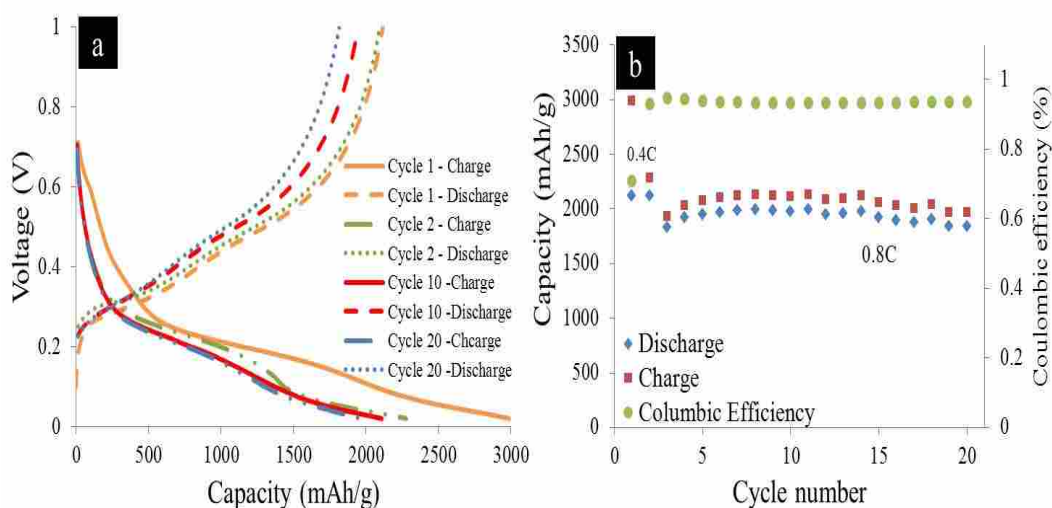 a
Voltage (V)
1
0.8
0.6
0.4
0.2
0
0
500
1000
1500
2000
2500
3000
Capacity (mAh/g)
Cycle 1 - Charge
Cycle 1 - Discharge
Cycle 2 - Charge
Cycle 2 - Discharge
Cycle 10 -Charge
Cycle 10 -Discharge
Cycle 20 -Chcarge
Cycle 20 -Discharge
b
Capacity (mAh/g)
3500
3000
2500
2000
1500
1000
500
0
0.4C
0.8C
Discharge
Charge
Columbic Efficiency
0
5
10
15
20
Cycle number
1
0.8
0.6
0.4
0.2
0
Coulombic efficiency (%)